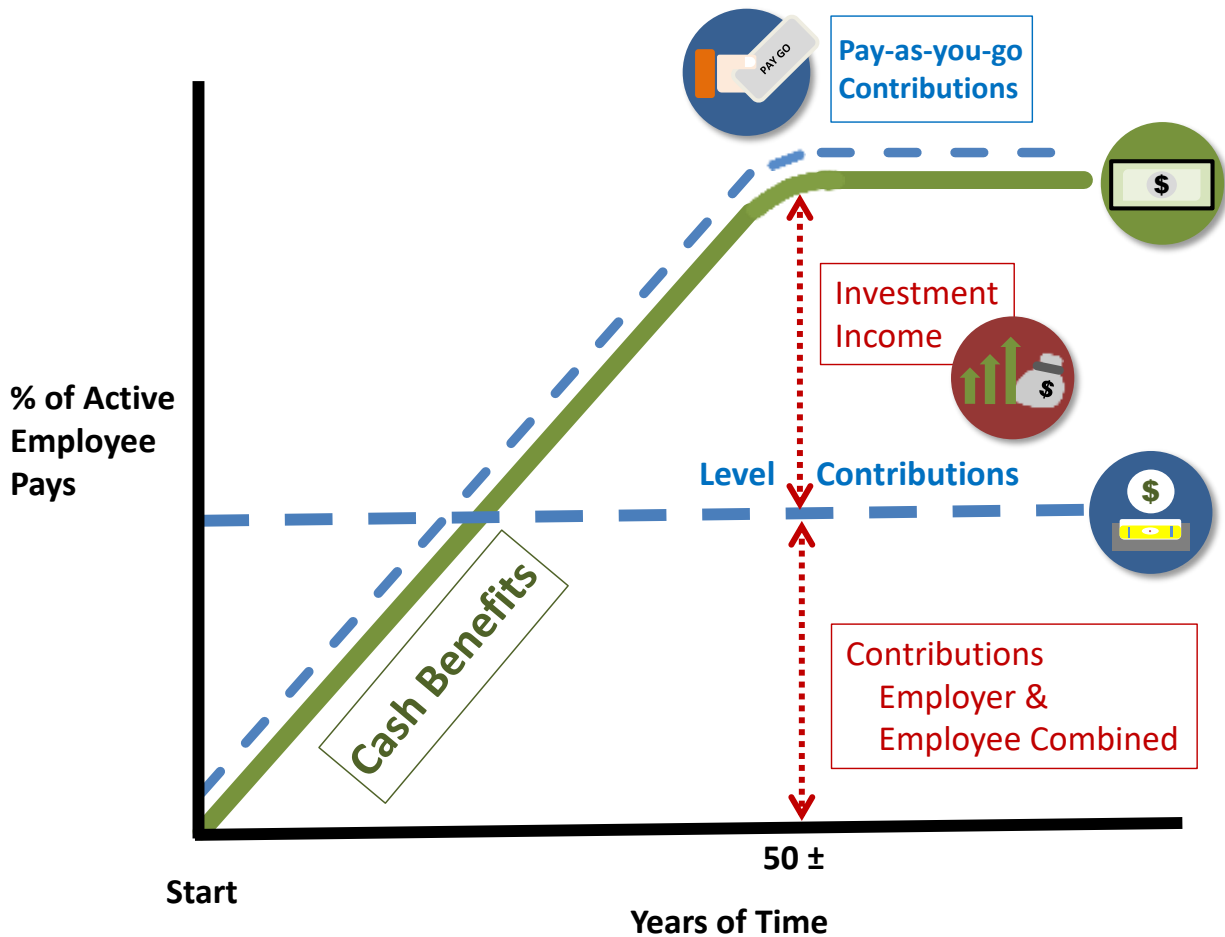 PAY GO
Pay-as-you-go
Contributions
$
Investment
Income
$
% of Active
Employee
Pays
Level Contributions
$
Cash Benefits
Contributions
Employer &
Employee Combined
50 ±
Start
Years of Time